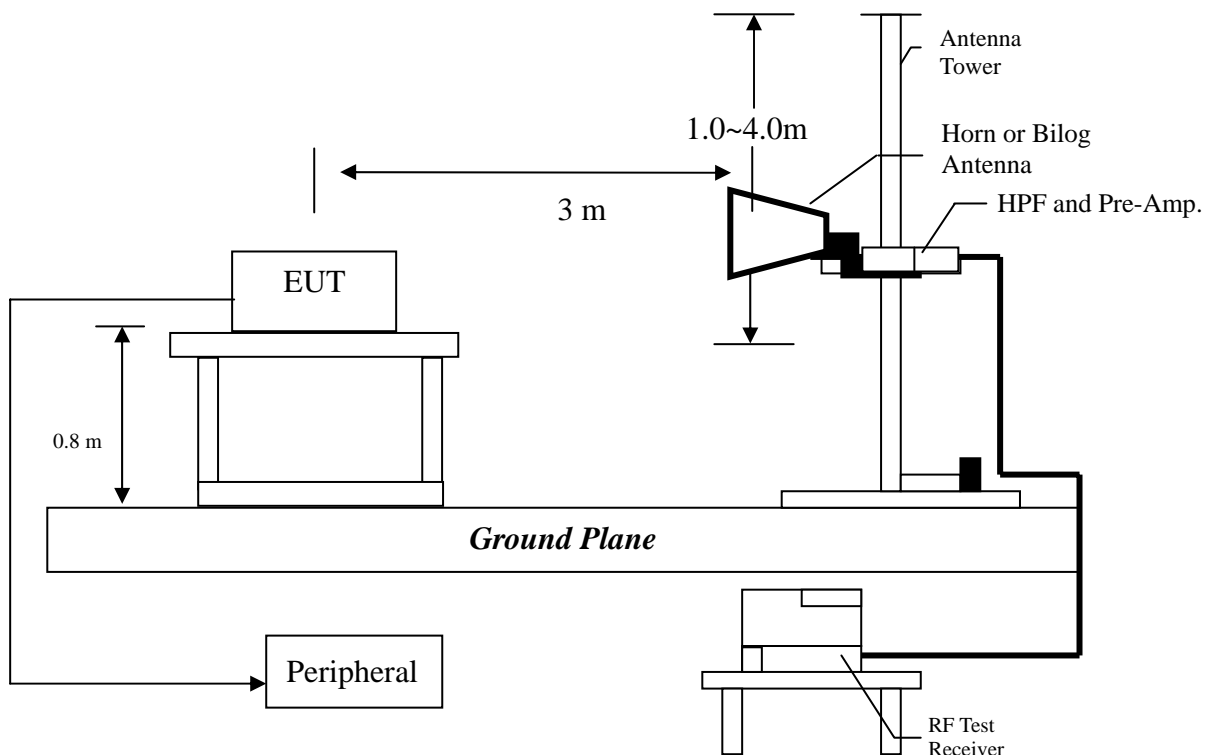 Antenna
Tower
1.0~4.0m
Horn or Bilog
Antenna
HPF and Pre-Amp.
3 m
EUT
0.8 m
Ground Plane
Peripheral
RF Test
Receiver